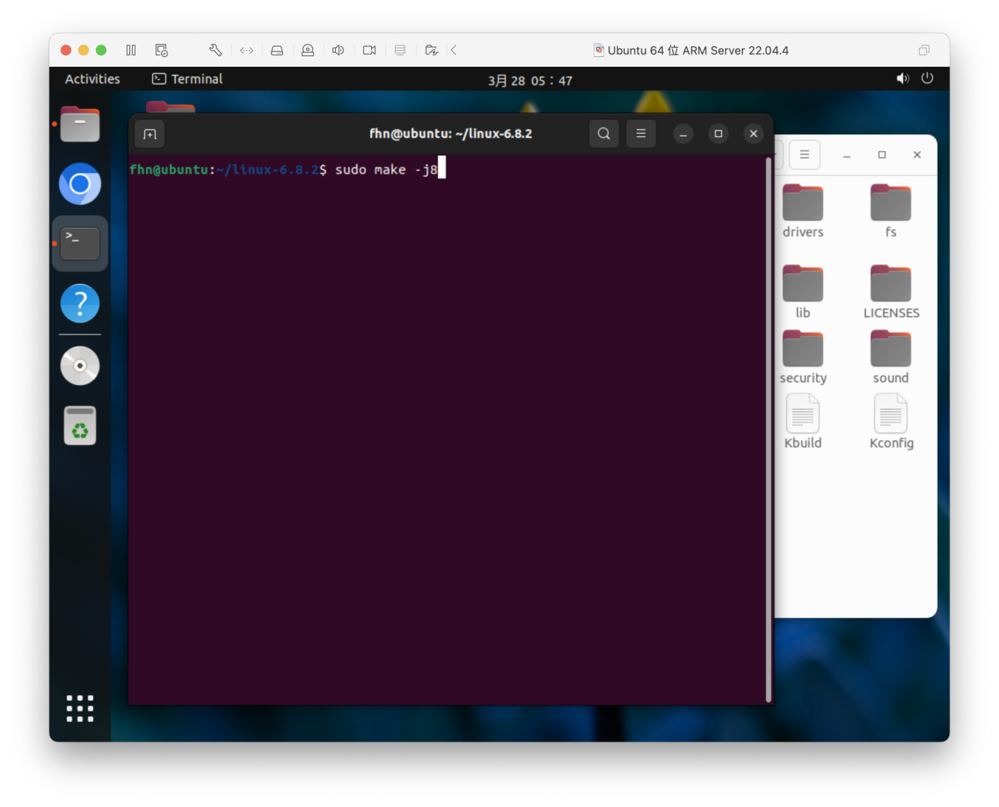 Ubuntu 64 位 ARM Server 22.04.4
Activities
Terminal
3月 28 05：47
fhn@ubuntu: ~/linux-6.8.2
fhn@ubuntu:~/linux-6.8.2$ sudo make -j8
drivers
fs
lib
LICENSES
security
sound
Kbuild
Kconfig